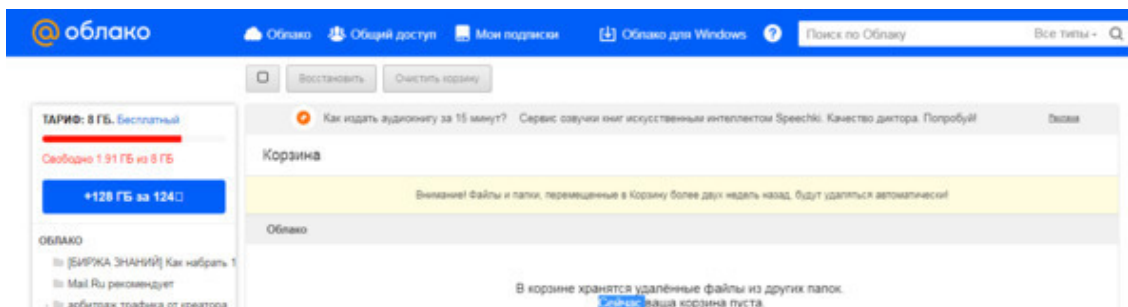 @облако Облако Общий доступ Мои подписки Облако для Windows ? Поиск по Облаку Все типы
Восстановить Очистить корзину
ТАРИФ: 8 ГБ. Бесплатный
Свободно 1.91 ГБ из 8 ГБ
+128 ГБ за 124
ОБЛАКО
[БИРЖА ЗНАНИЙ] Как набрать 1
Mail.Ru рекомендует
арбитраж трафика от креатора
Как издать аудиокнигу за 15 минут? Сервис озвучки книг искусственным интеллектом Speechki. Качество диктора. Попробуй!
Корзина
Внимание! Файлы и папки, перемещенные в Корзину более двух недель назад, будут удаляться автоматически!
Облако
В корзине хранятся удалённые файлы из других папок.
Сейчас ваша корзина пуста.